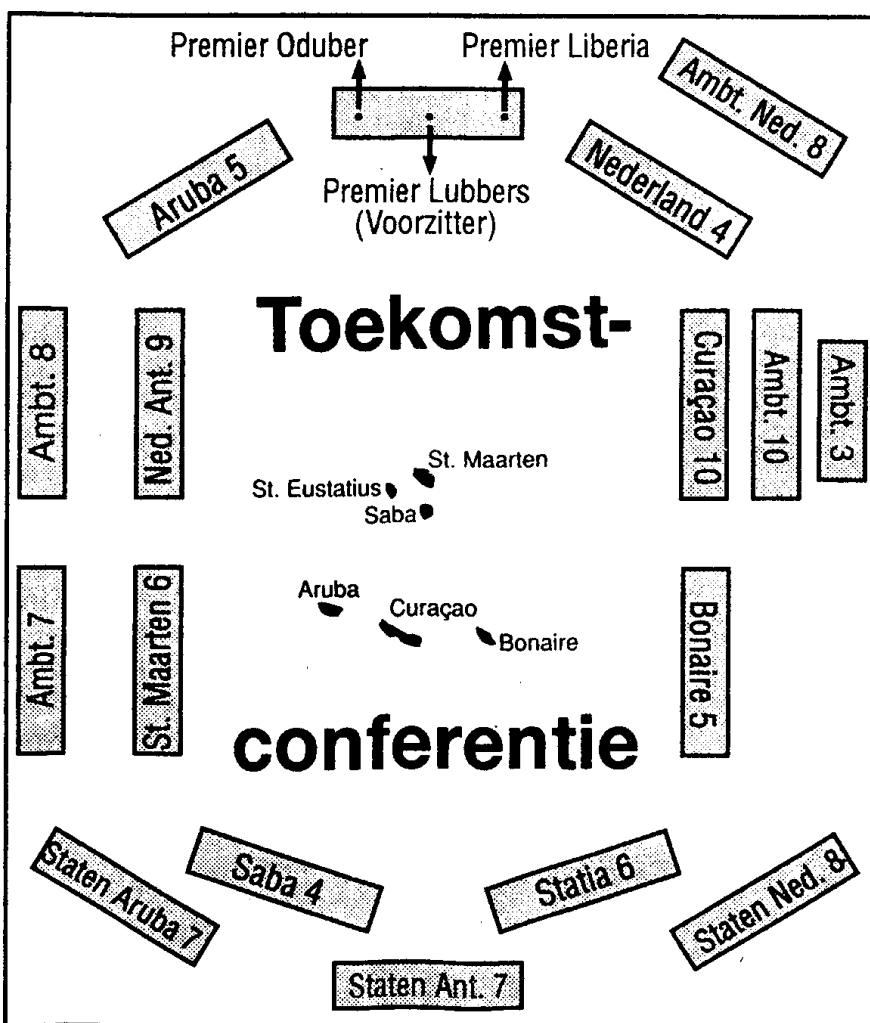 Premier Oduber
Premier Liberia
Ambt. Ned. 8
Aruba 5
Premier Lubbers
(Voorzitter)
Nederland 4
Toekomst-
Ambt. 8
Ned. Ant. 9
Curaçao 10
Ambt. 10
Ambt. 3
St. Maarten
St. Eustatius
Saba
Aruba
Curaçao
Bonaire
Ambt. 7
St. Maarten 6
Bonaire 5
conferentie
Staten Aruba 7
Saba 4
Statia 6
Staten Ned. 8
Staten Ant. 7